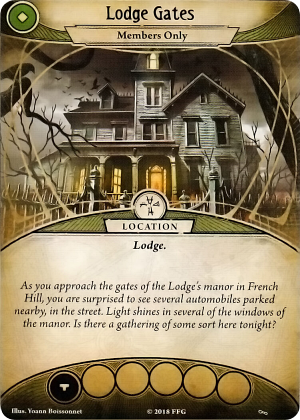 Lodge Gates
Members Only
LOCATION
Lodge.
As you approach the gates of the Lodge's manor in French
Hill, you are surprised to see several automobiles parked
nearby, in the street. Light shines in several of the windows of
the manor. Is there a gathering of some sort here tonight?
Illus. Yoann Boissonnet
© 2018 FFG